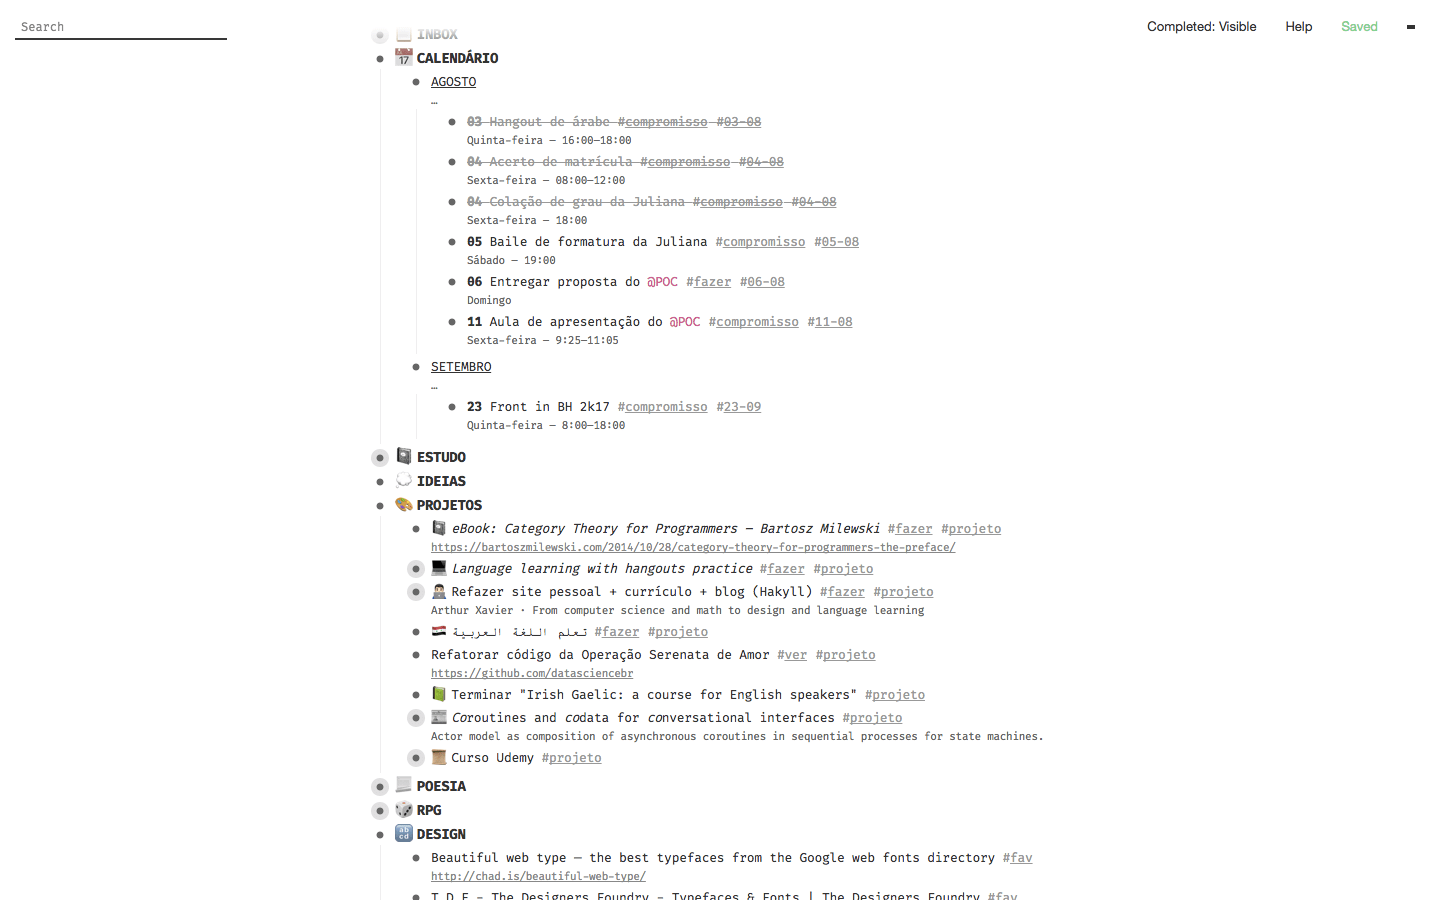 Search
Completed: Visible
Help
Saved
INBOX
CALENDÁRIO
AGOSTO
…
03 Hangout de árabe #compromisso #03-08
Quinta-feira — 16:00—18:00
04 Acerto de matrícula #compromisso #04-08
Sexta-feira — 08:00—12:00
04 Colação de grau da Juliana #compromisso #04-08
Sexta-feira — 18:00
05 Baile de formatura da Juliana #compromisso #05-08
Sábado — 19:00
06 Entregar proposta do @POC #fazer #06-08
Domingo
11 Aula de apresentação do @POC #compromisso #11-08
Sexta-feira — 9:25—11:05
SETEMBRO
…
23 Front in BH 2k17 #compromisso #23-09
Quinta-feira — 8:00—18:00
ESTUDO
IDEIAS
PROJETOS
eBook: Category Theory for Programmers — Bartosz Milewski #fazer #projeto
https://bartoszmilewski.com/2014/10/28/category-theory-for-programmers-the-preface/
Language learning with hangouts practice #fazer #projeto
Refazer site pessoal + currículo + blog (Hakyll) #fazer #projeto
Arthur Xavier · From computer science and math to design and language learning
تعلم اللغة العربية #fazer #projeto
Refatorar código da Operação Serenata de Amor #ver #projeto
https://github.com/datasciencebr
Terminar "Irish Gaelic: a course for English speakers" #projeto
Coroutines and codata for conversational interfaces #projeto
Actor model as composition of asynchronous coroutines in sequential processes for state machines.
Curso Udemy #projeto
POESIA
RPG
DESIGN
Beautiful web type — the best typefaces from the Google web fonts directory #fav
http://chad.is/beautiful-web-type/
T D F - The Designers Foundry - Typefaces & Fonts | The Designers Foundry #fav